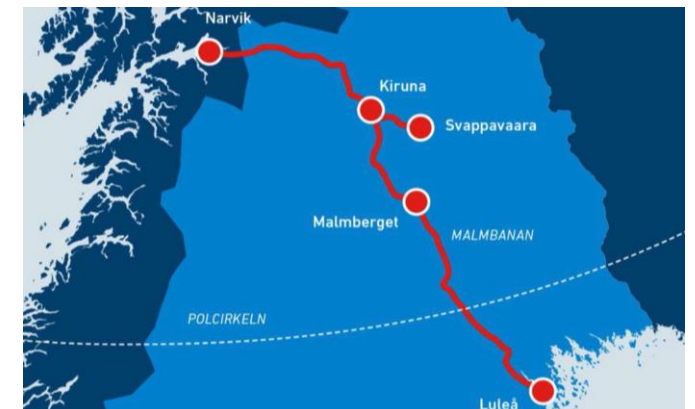 Narvik
Kiruna
Svappavaara
Malmberget
MALMBANAN
POLCIRKELN
Luleå